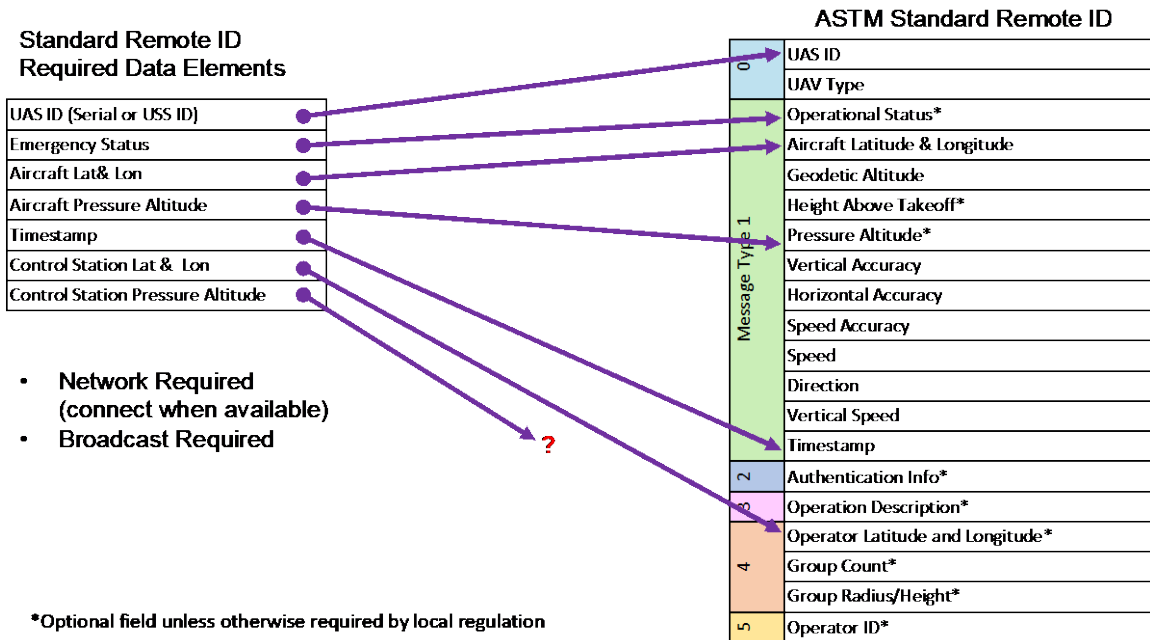 ASTM Standard Remote ID
Standard Remote ID
Required Data Elements
UAS ID (Serial or USS ID)
Emergency Status
Aircraft Lat& Lon
Aircraft Pressure Altitude
Timestamp
Control Station Lat & Lon
Control Station Pressure Altitude
• Network Required
(connect when available)
• Broadcast Required
?
*Optional field unless otherwise required by local regulation
0
UAS ID
UAV Type
Message Type 1
Operational Status*
Aircraft Latitude & Longitude
Geodetic Altitude
Height Above Takeoff*
Pressure Altitude*
Vertical Accuracy
Horizontal Accuracy
Speed Accuracy
Speed
Direction
Vertical Speed
Timestamp
2
Authentication Info*
3
Operation Description*
4
Operator Latitude and Longitude*
Group Count*
Group Radius/Height*
5
Operator ID*